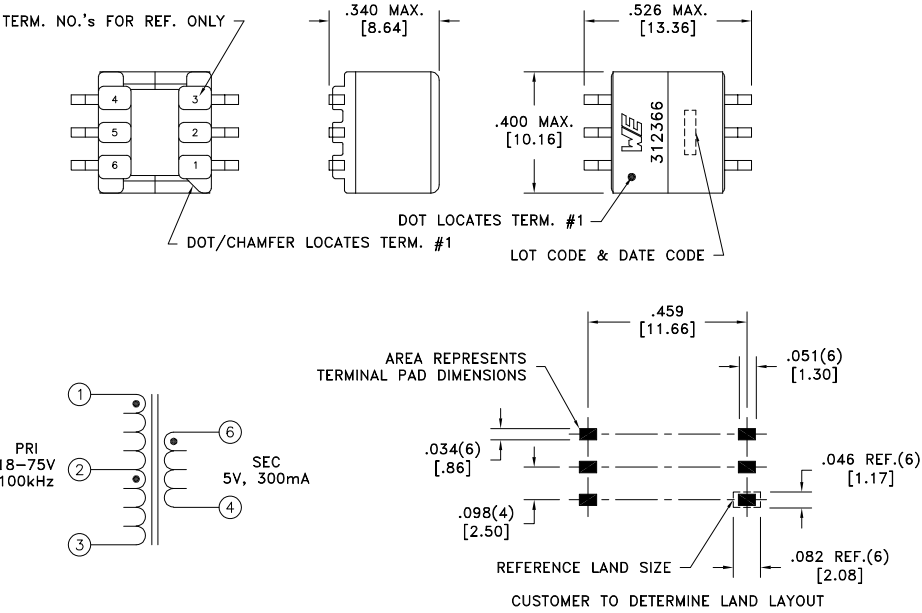 TERM. NO.'s FOR REF. ONLY
.340 MAX.
[8.64]
.526 MAX.
[13.36]
4
3
5
2
6
1
.400 MAX.
[10.16]
WE
312366
DOT LOCATES TERM. #1
DOT/CHAMFER LOCATES TERM. #1
LOT CODE & DATE CODE
.459
[11.66]
AREA REPRESENTS
TERMINAL PAD DIMENSIONS
.051(6)
[1.30]
1
6
PRI
18-75V
100kHz
2
SEC
5V, 300mA
4
3
.034(6)
[.86]
.046 REF.(6)
[1.17]
.098(4)
[2.50]
REFERENCE LAND SIZE
.082 REF.(6)
[2.08]
CUSTOMER TO DETERMINE LAND LAYOUT